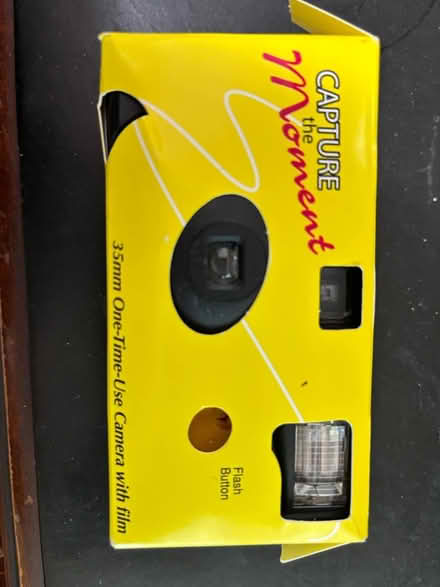 CAPTURE
the
Moment
Flash
Button
35mm One-Time-Use Camera with film